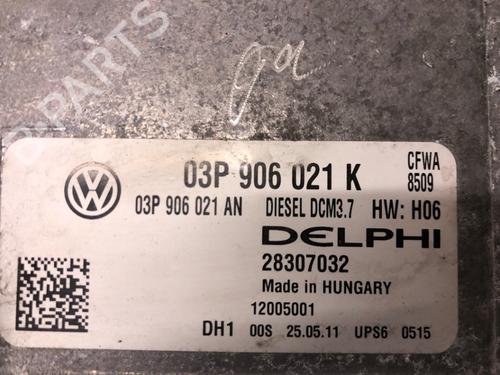 B-PARTS
03P 906 021 K
CFWA
8509
03P 906 021 AN DIESEL DCM3.7 HW: H06
DELPHI
28307032
Made in HUNGARY
12005001
DH1 00S 25.05.11 UPS6 0515